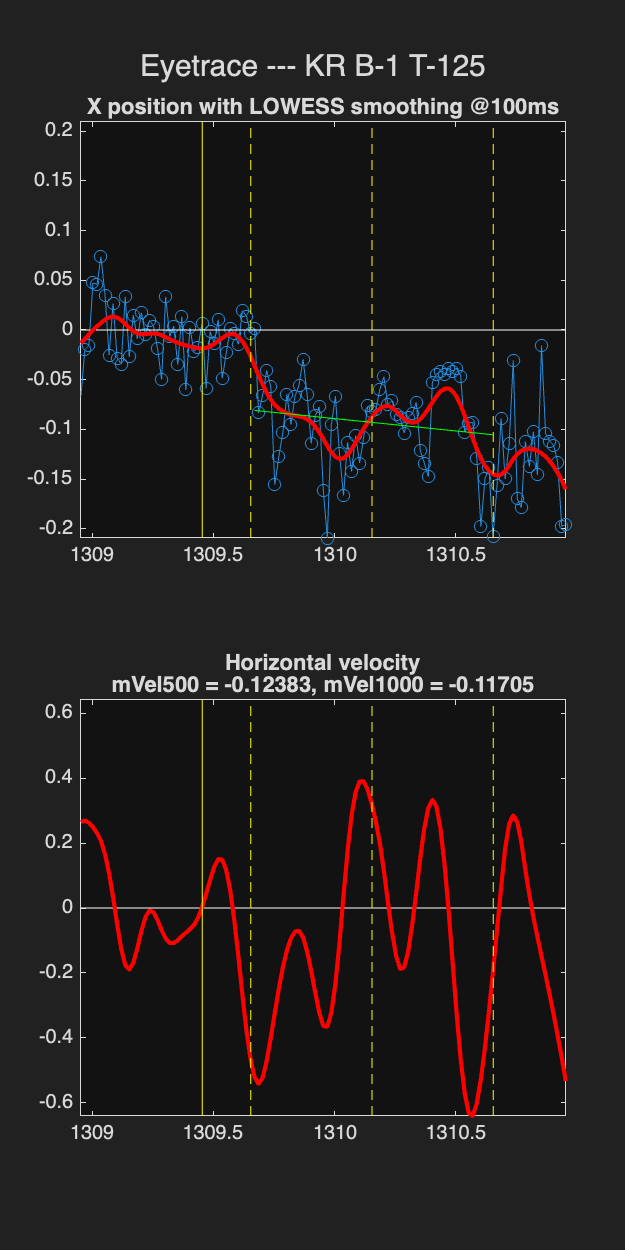 Eyetrace --- KR B-1 T-125
X position with LOWESS smoothing @100ms
0.2
0.15
0.1
0.05
0
-0.05
-0.1
-0.15
-0.2
1309 1309.5 1310 1310.5
Horizontal velocity
mVel500 = -0.12383, mVel1000 = -0.11705
0.6
0.4
0.2
0
-0.2
-0.4
-0.6
1309 1309.5 1310 1310.5